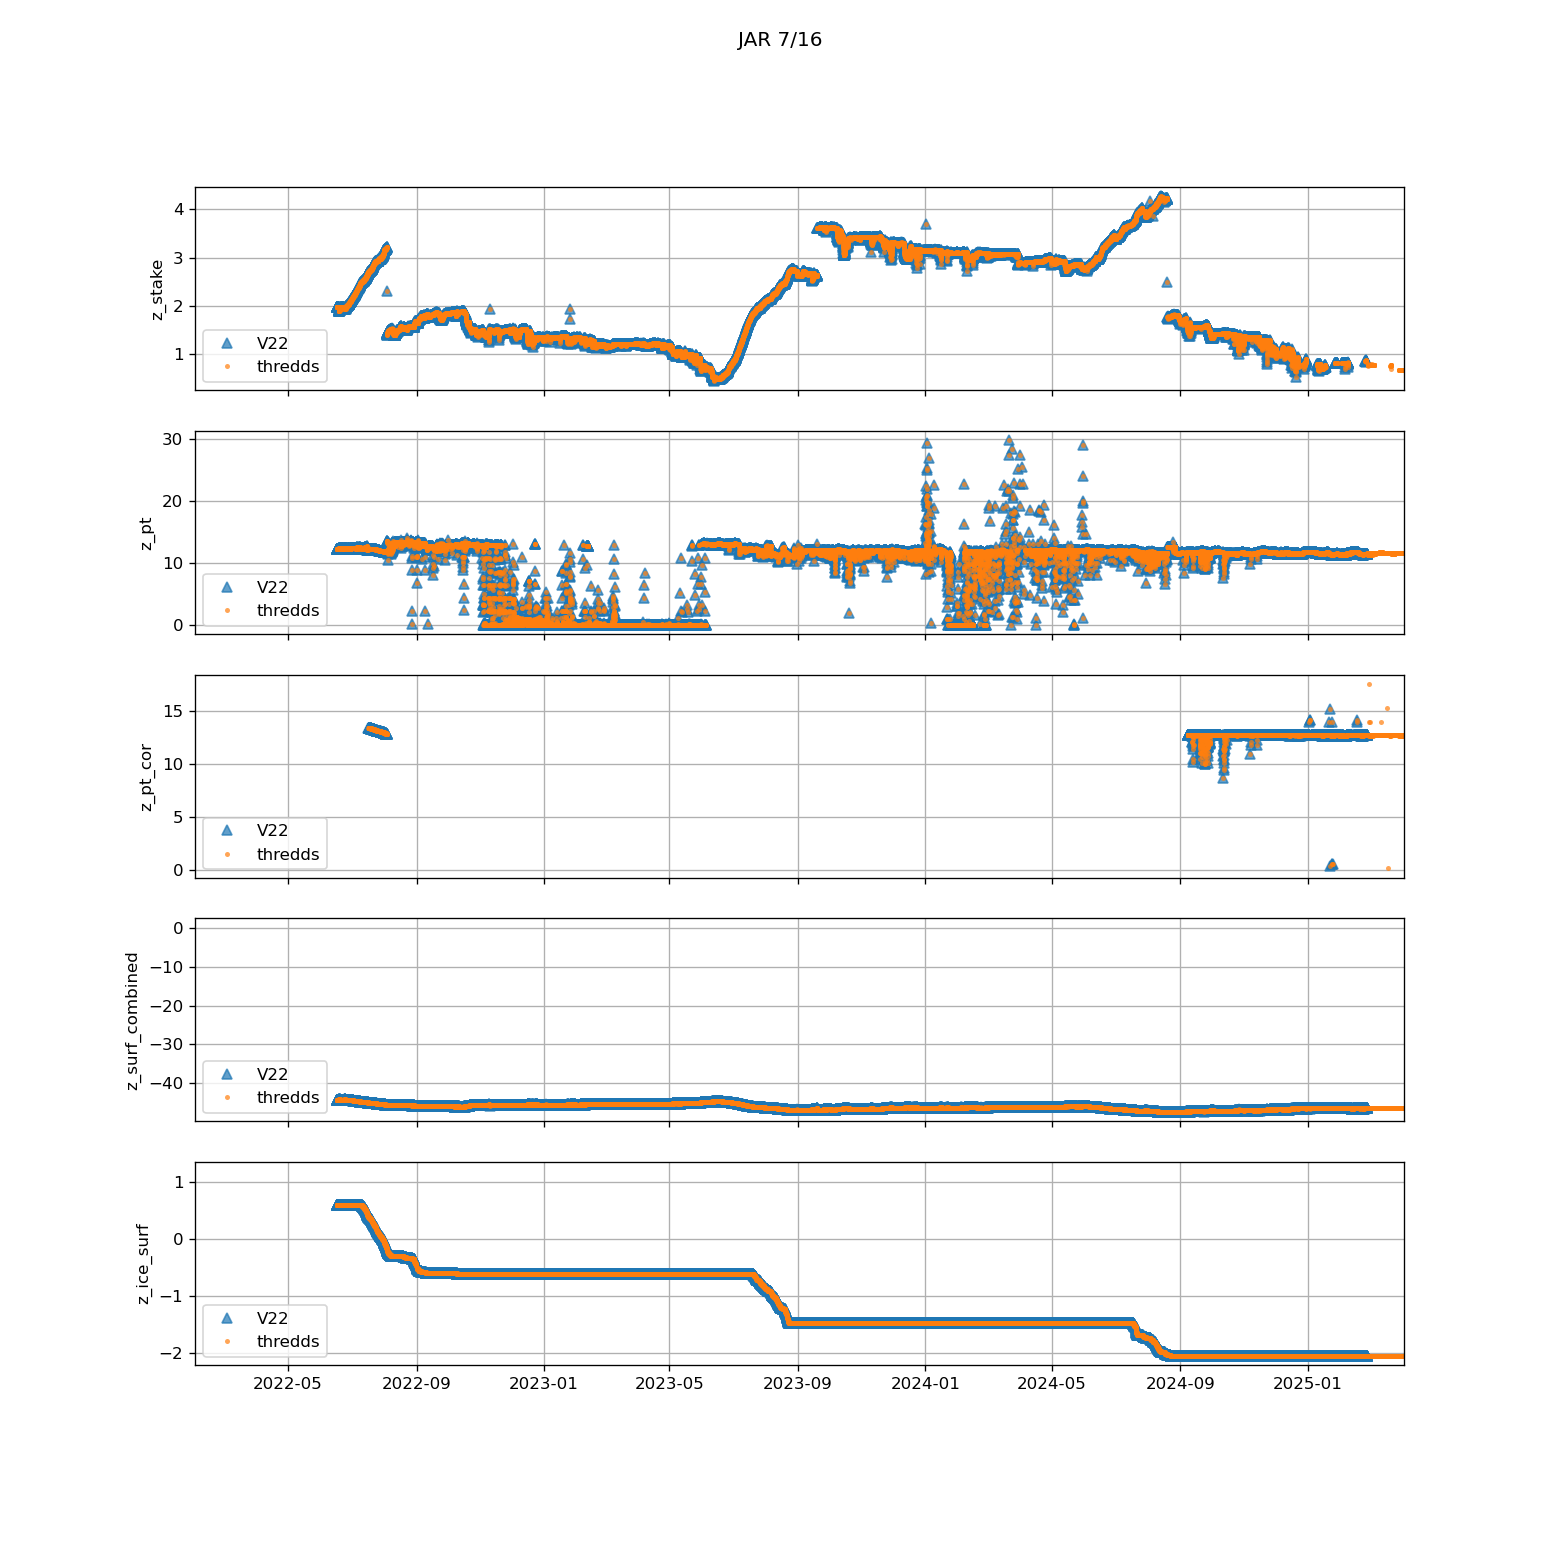 JAR 7/16
4
3
2
1
z_stake
V22
thredds
30
20
10
0
z_pt
V22
thredds
15
10
5
0
z_pt_cor
V22
thredds
0
−10
−20
−30
−40
z_surf_combined
V22
thredds
1
0
−1
−2
z_ice_surf
V22
thredds
2022-05 2022-09 2023-01 2023-05 2023-09 2024-01 2024-05 2024-09 2025-01